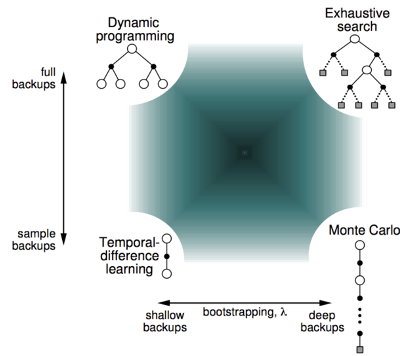 Dynamic
programming
Exhaustive
search
full
backups
sample
backups
Temporal-
difference
learning
Monte Carlo
shallow
backups
bootstrapping, λ
deep
backups